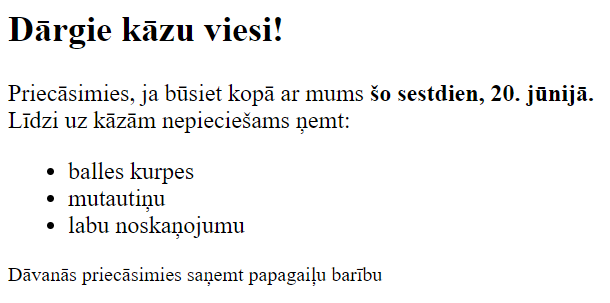 Dārgie kāzu viesi!
Priecāsimies, ja būsiet kopā ar mums šo sestdien, 20. jūnijā.
Līdzi uz kāzām nepieciešams ņemt:
• balles kurpes
• mutautiņu
• labu noskaņojumu
Dāvanās priecāsimies saņemt papagaiļu barību